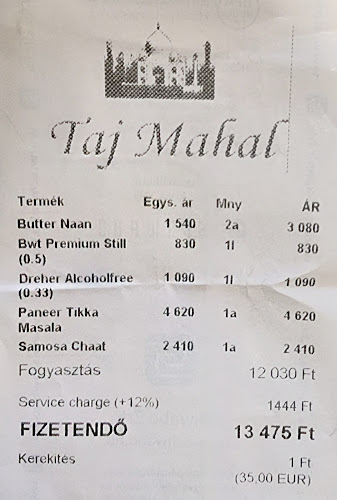 Taj Mahal
Termék Egys. ár Mny ÁR
Butter Naan 1 540 2a 3 080
Bwt Premium Still 830 1l 830
(0.5)
Dreher Alcoholfree 1 090 1l 1 090
(0.33)
Paneer Tikka 4 620 1a 4 620
Masala
Samosa Chaat 2 410 1a 2 410
Fogyasztás 12 030 Ft
Service charge (+12%) 1444 Ft
FIZETENDŐ 13 475 Ft
Kerekítés 1 Ft
(35,00 EUR)